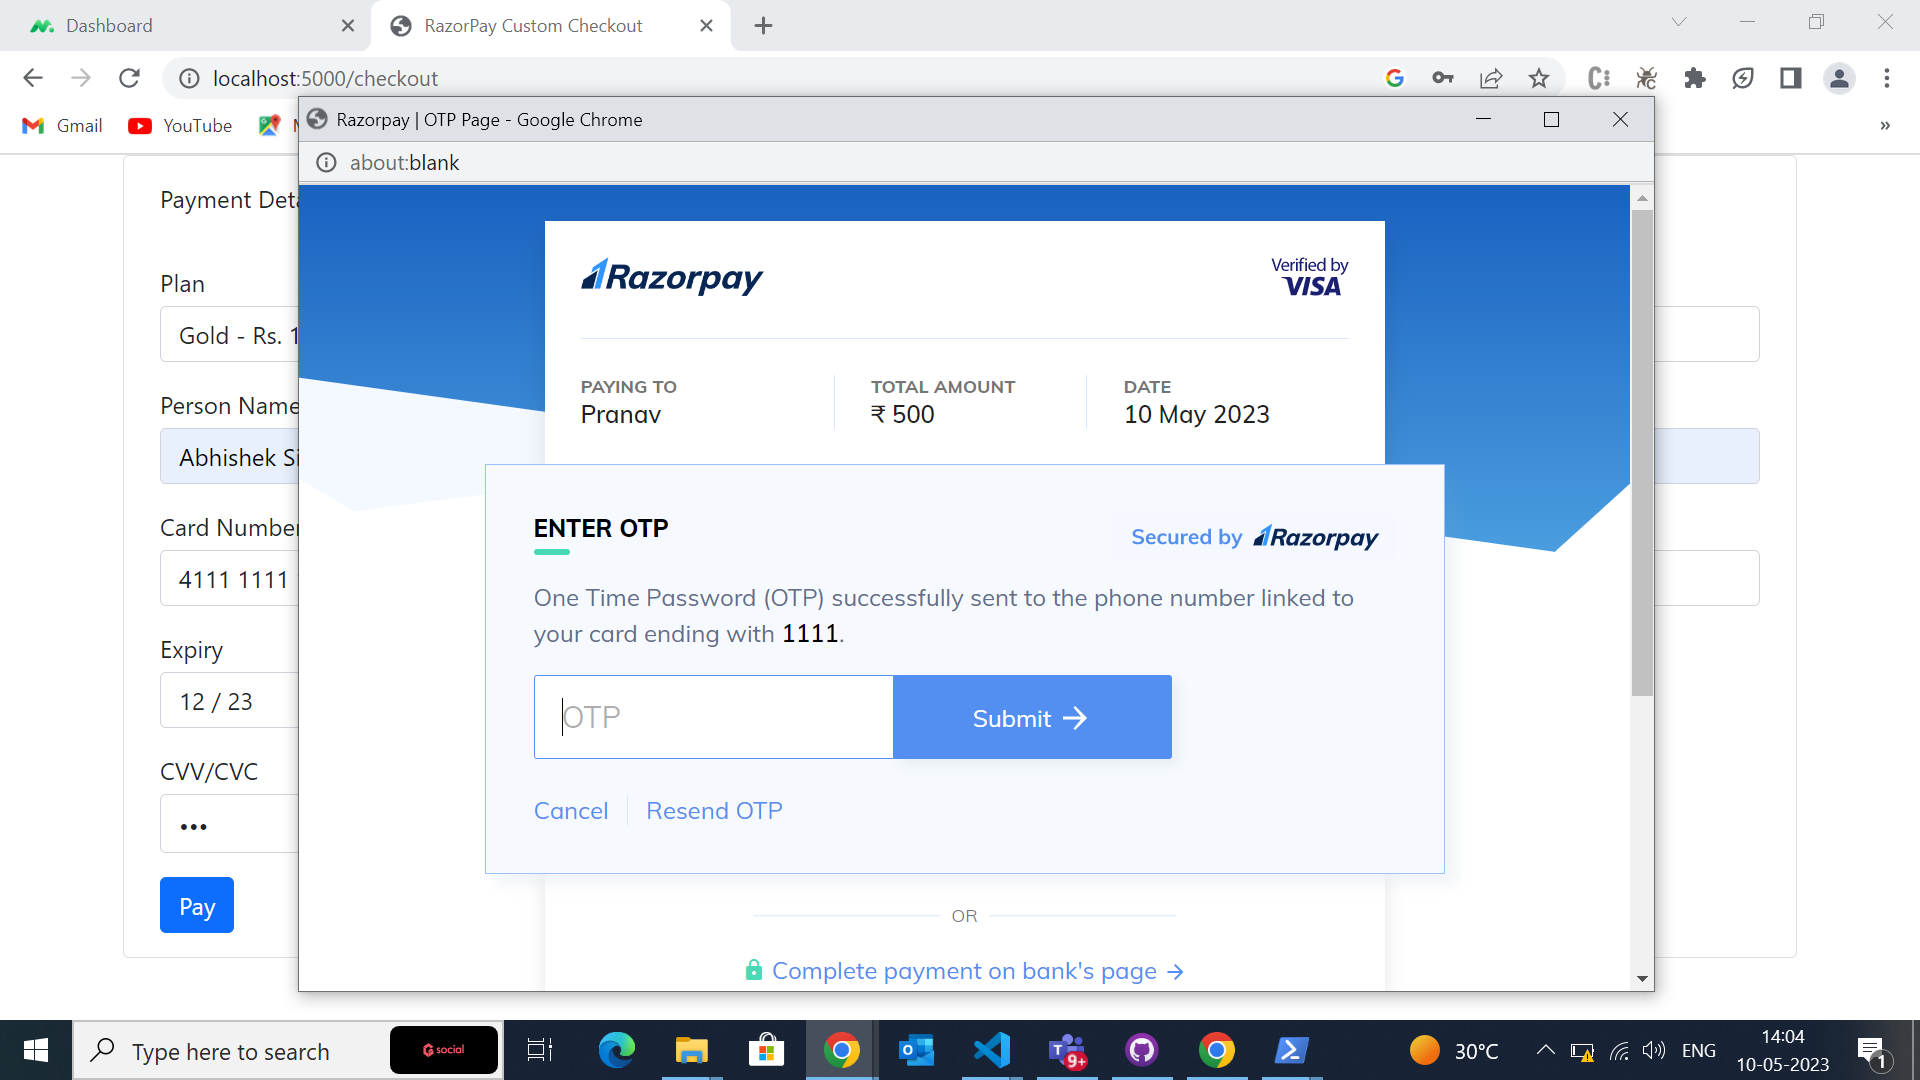 Dashboard
RazorPay Custom Checkout
localhost:5000/checkout
Gmail
YouTube
Razorpay | OTP Page - Google Chrome
about:blank
Payment
Plan
Gold - Rs.
Person Name
Abhishek
Card Number
4111 1111
Expiry
12 / 23
CVV/CVC
•••
Pay
Razorpay
Verified by
VISA
PAYING TO
Pranav
TOTAL AMOUNT
₹ 500
DATE
10 May 2023
ENTER OTP
Secured by Razorpay
One Time Password (OTP) successfully sent to the phone number linked to
your card ending with 1111.
OTP
Submit
Cancel
Resend OTP
OR
Complete payment on bank's page
Type here to search
social
9+
30°C
ENG
14:04
10-05-2023
1